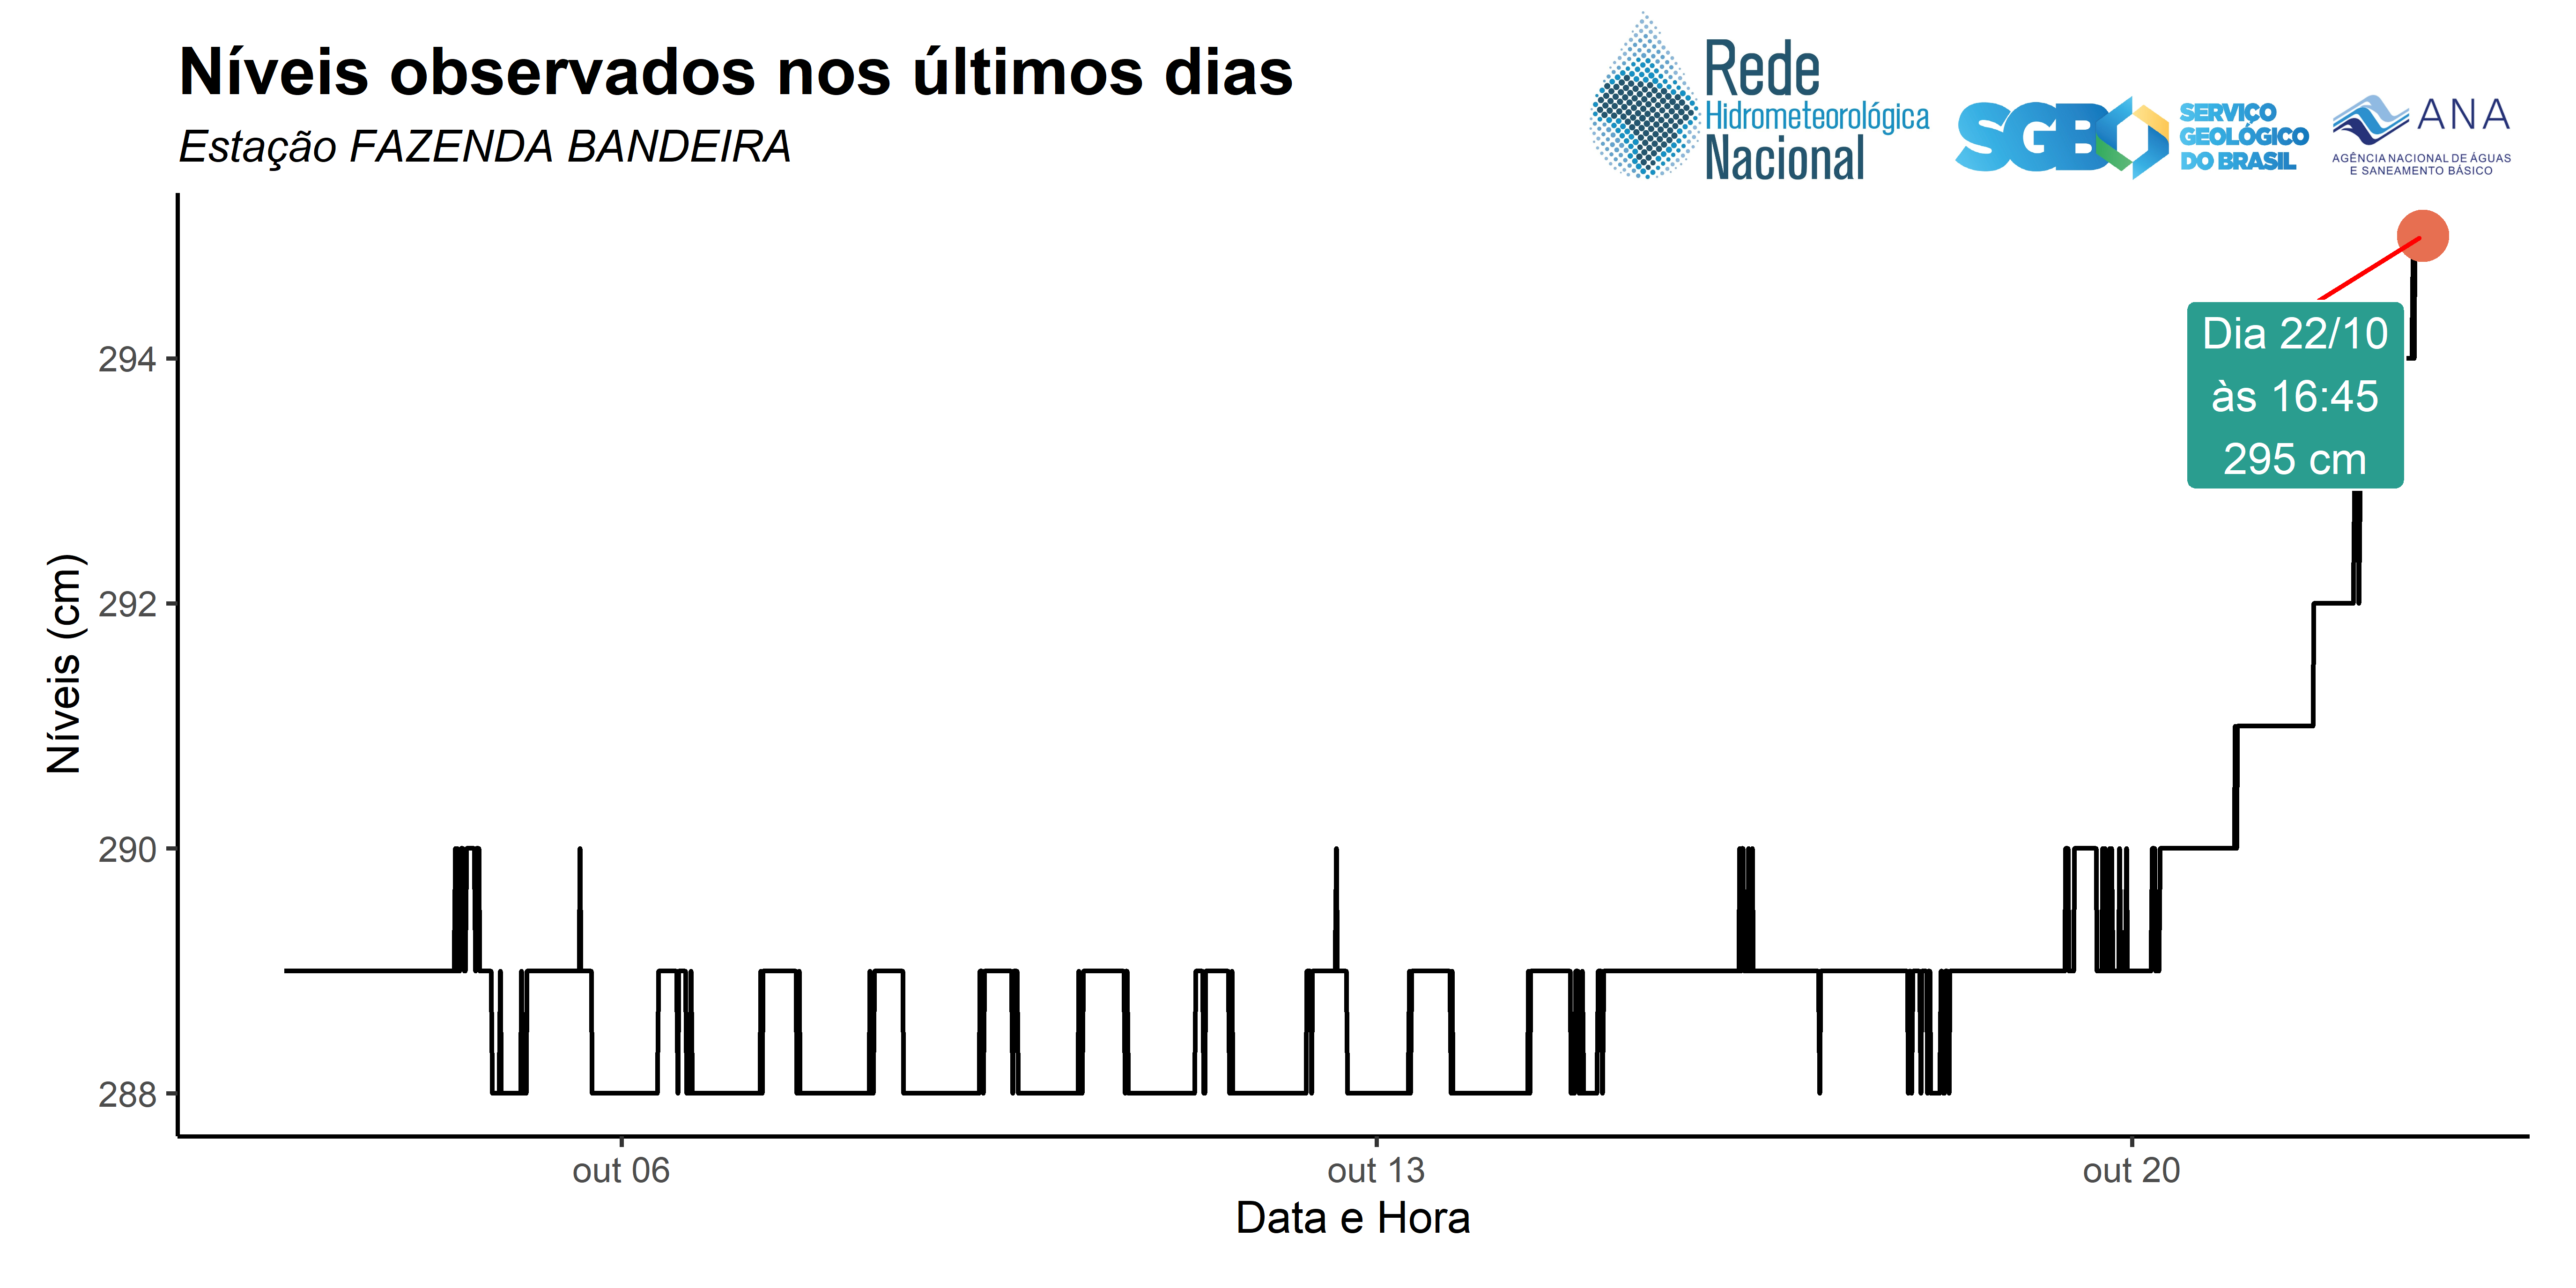 Níveis observados nos últimos dias
Estação FAZENDA BANDEIRA
Rede
Hidrometeorológica
Nacional
SGB
SERVIÇO
GEOLÓGICO
DO BRASIL
ANA
AGÊNCIA NACIONAL DE ÁGUAS
E SANEAMENTO BÁSICO
Níveis (cm)
294
292
290
288
Dia 22/10
às 16:45
295 cm
out 06
out 13
out 20
Data e Hora